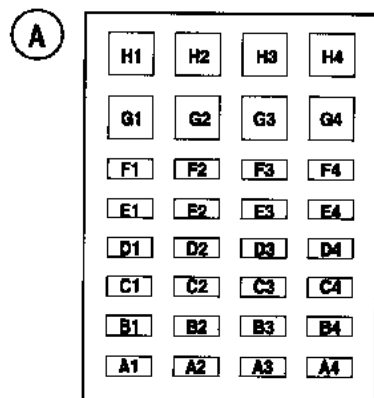 A
H1 H2 H3 H4
G1 G2 G3 G4
F1 F2 F3 F4
E1 E2 E3 E4
D1 D2 D3 D4
C1 C2 C3 C4
B1 B2 B3 B4
A1 A2 A3 A4